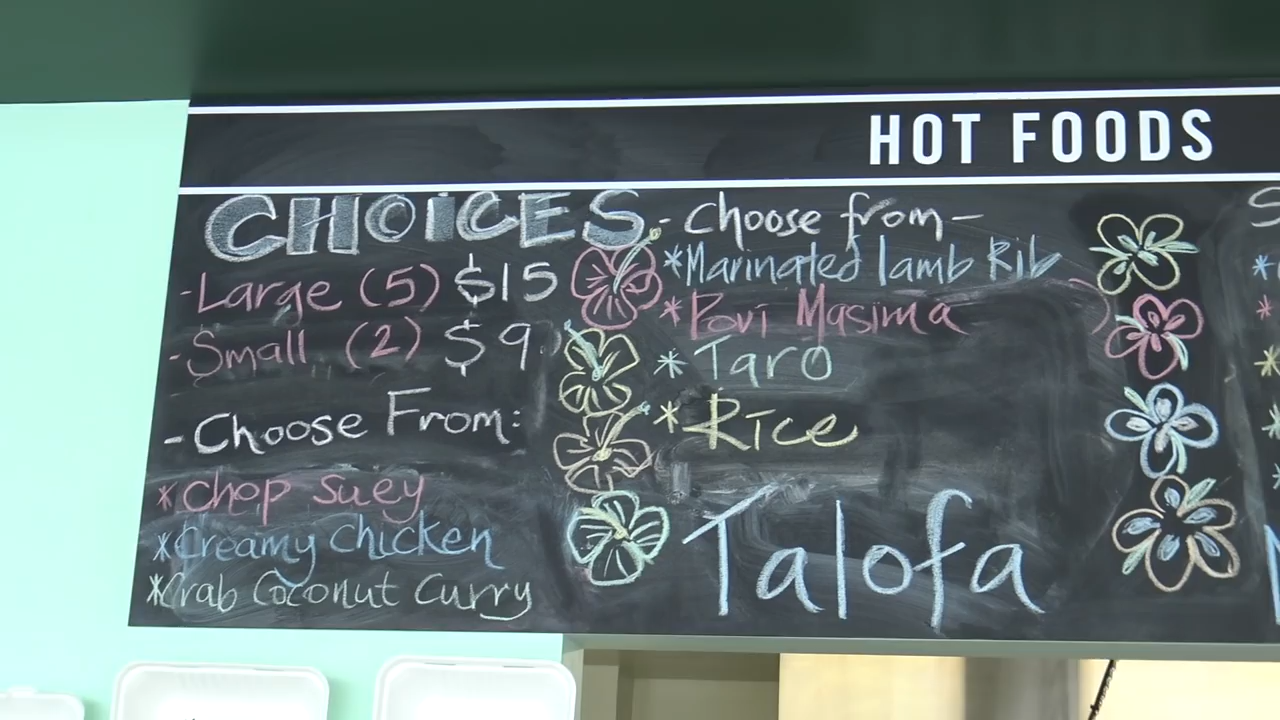 HOT FOODS
CHOICES
-Large (5) $15
-Small (2) $9
-Choose From:
*Chop Suey
*Creamy Chicken
*Crab Coconut Curry
-Choose from-
*Marinated lamb Rib
*Povi Masima
*Taro
*Rice
Talofa